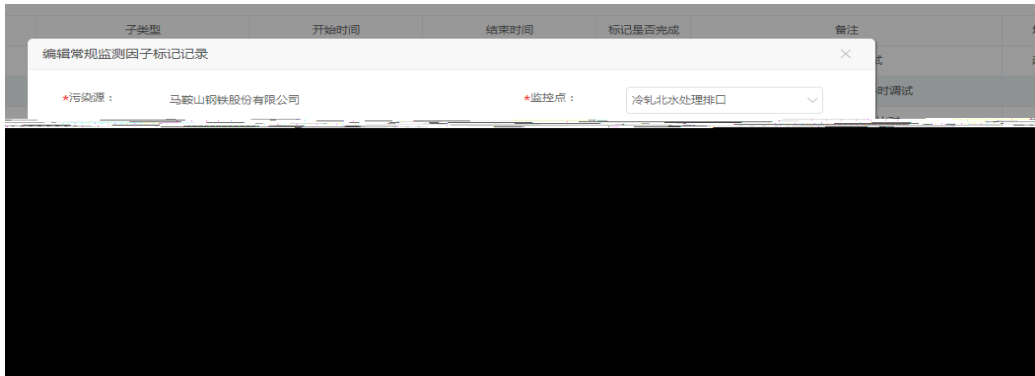 子类型 开始时间 结束时间 标记是否完成 备注
编辑常规监测因子标记记录
时调试
*污染源： 马鞍山钢铁股份有限公司 *监控点： 冷轧北水处理排口